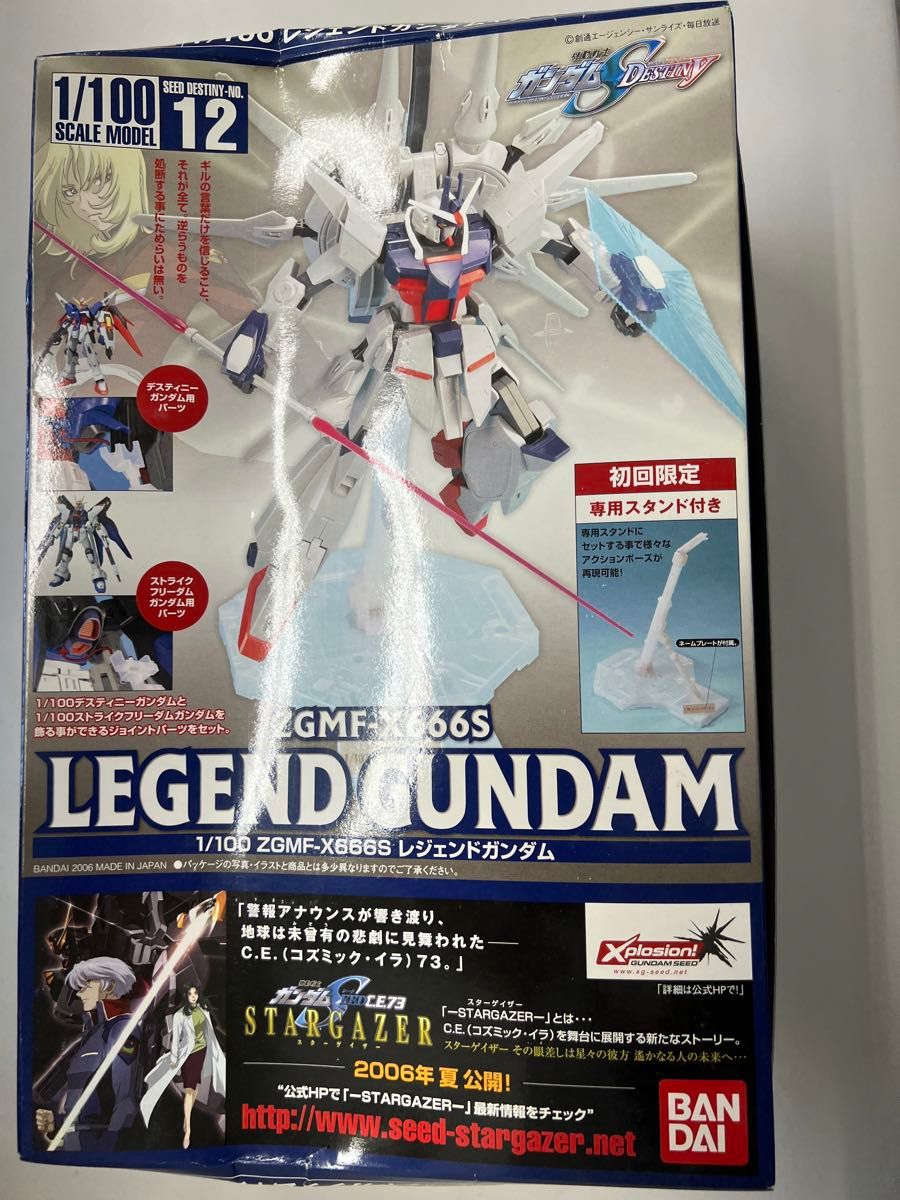 レジェンドガンダム
©創通エージェンシー・サンライズ・毎日放送
1/100
SCALE MODEL
SEED DESTINY-NO.
12
機動戦士
ガンダムSEED DESTINY
ギルの言葉だけを信じること、
それが全て、逆らうものを
処断する事にためらいは無い。
デスティニー
ガンダム用
パーツ
ストライク
フリーダム
ガンダム用
パーツ
初回限定
専用スタンド付き
専用スタンドに
セットする事で様々な
アクションポーズが
再現可能!
ネームプレートが付属。
1/100デスティニーガンダムと
1/100ストライクフリーダムガンダムを
飾る事ができるジョイントパーツをセット。
ZGMF-X666S
LEGEND GUNDAM
1/100 ZGMF-X666S レジェンドガンダム
BANDAI 2006 MADE IN JAPAN ●パッケージの写真・イラストと商品とは多少異なりますのでご了承ください。
「警報アナウンスが響き渡り、
地球は未曾有の悲劇に見舞われた――
C.E.(コズミック・イラ)73。」
Xplosion!
GUNDAM SEED
www.xg-seed.net
「詳細は公式HPで!」
機動戦士
ガンダムSEED C.E.73
STARGAZER
スターゲイザー
スターゲイザー
「―STARGAZER―」とは・・・
C.E.(コズミック・イラ)を舞台に展開する新たなストーリー。
スターゲイザー その眼差しは星々の彼方 遥かなる人の未来へ…
2006年 夏 公開!
“公式HPで「―STARGAZER―」最新情報をチェック”
http://www.seed-stargazer.net
BAN
DAI